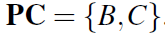 PC = {B,C}.